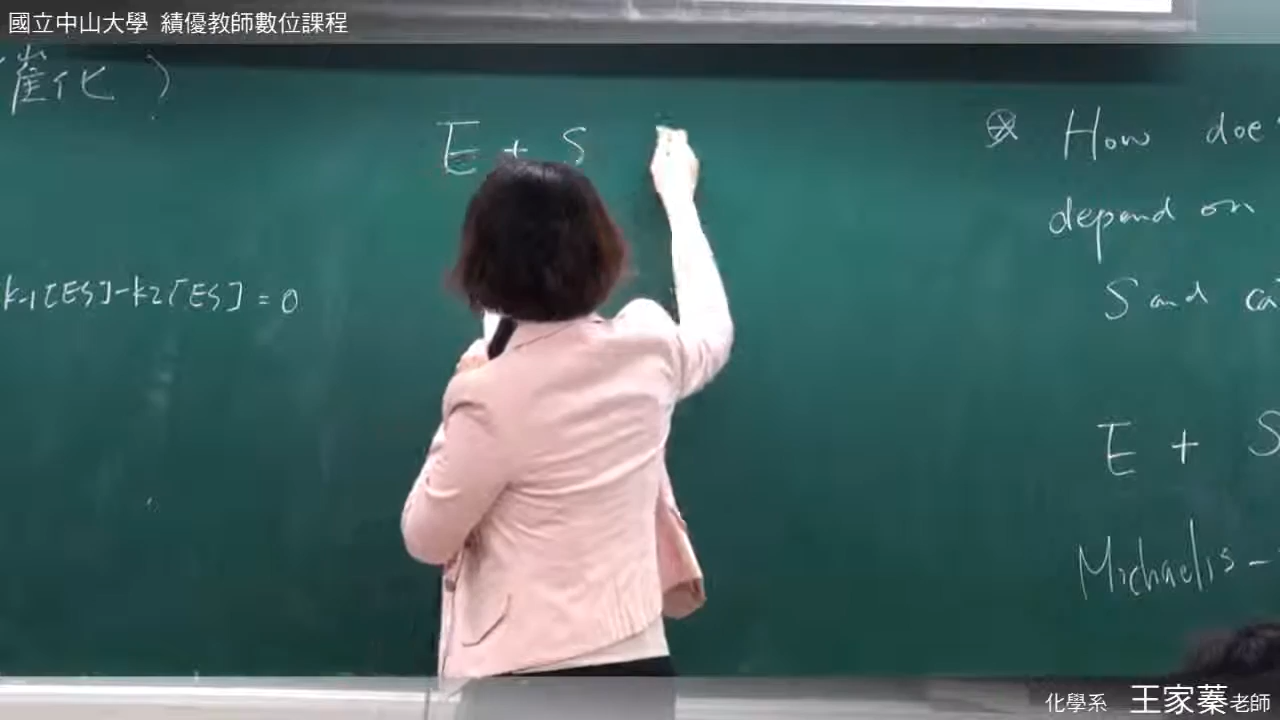 國立中山大學 績優教師數位課程
催化）
E + S
k-1[ES]-k2[ES] = 0
How doe
depend on
S and ca
E + S
Michaelis-
化學系 王家蓁老師